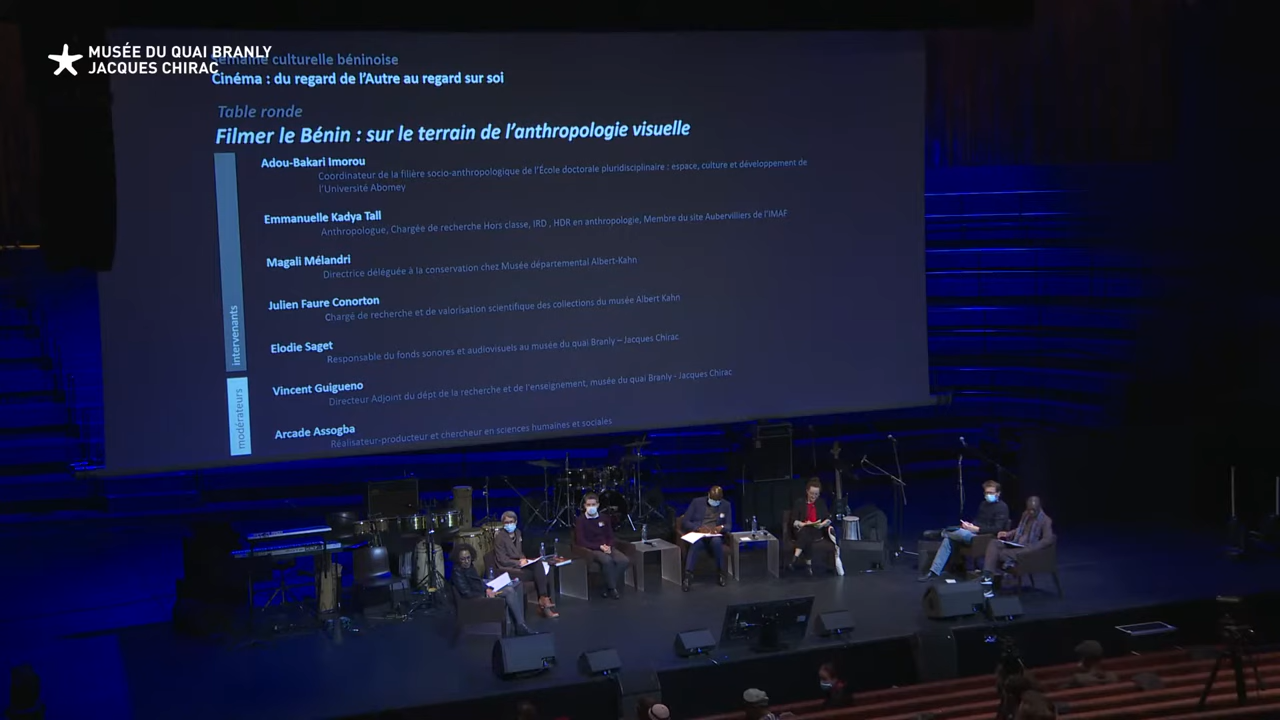 MUSÉE DU QUAI BRANLY
JACQUES CHIRAC
semaine culturelle béninoise
Cinéma : du regard de l'Autre au regard sur soi
Table ronde
Filmer le Bénin : sur le terrain de l'anthropologie visuelle
intervenants
Adou-Bakari Imorou
Coordinateur de la filière socio-anthropologique de l'École doctorale pluridisciplinaire : espace, culture et développement de
l'Université Abomey
Emmanuelle Kadya Tall
Anthropologue, Chargée de recherche Hors classe, IRD , HDR en anthropologie, Membre du site Aubervilliers de l'IMAF
Magali Mélandri
Directrice déléguée à la conservation chez Musée départemental Albert-Kahn
Julien Faure Conorton
Chargé de recherche et de valorisation scientifique des collections du musée Albert Kahn
Elodie Saget
Responsable du fonds sonores et audiovisuels au musée du quai Branly – Jacques Chirac
modérateurs
Vincent Guigueno
Directeur Adjoint du dépt de la recherche et de l'enseignement, musée du quai Branly - Jacques Chirac
Arcade Assogba
Réalisateur-producteur et chercheur en sciences humaines et sociales